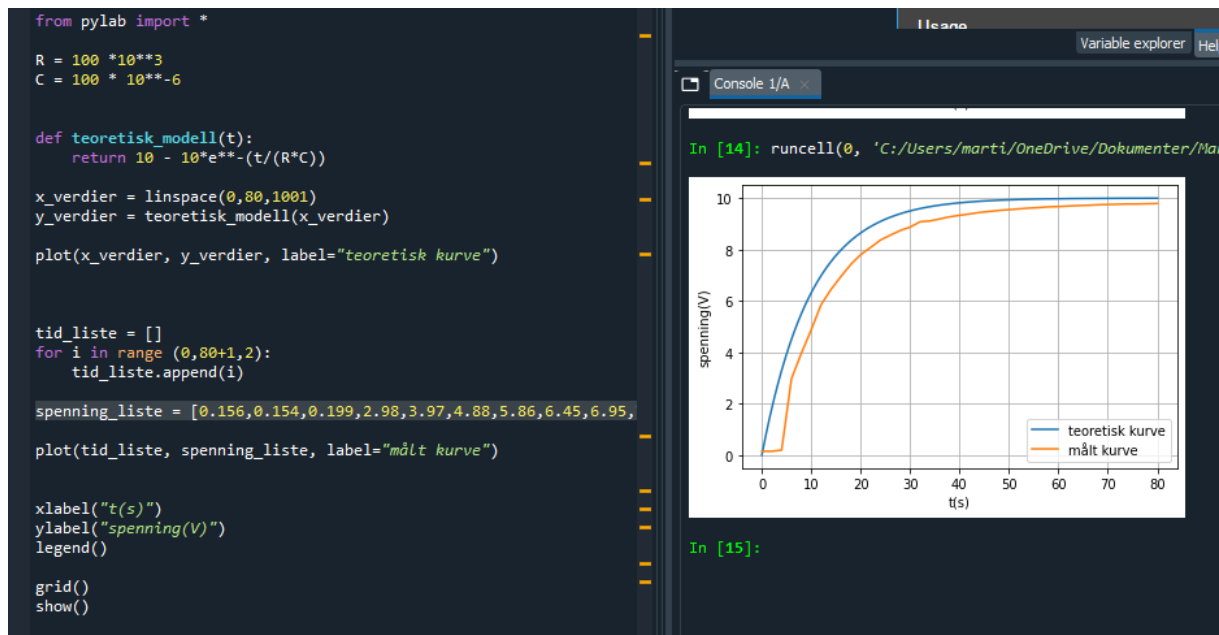 from pylab import *
R = 100 *10**3
C = 100 * 10**-6
def teoretisk_modell(t):
return 10 - 10*e**-(t/(R*C))
x_verdier = linspace(0,80,1001)
y_verdier = teoretisk_modell(x_verdier)
plot(x_verdier, y_verdier, label="teoretisk kurve")
tid_liste = []
for i in range (0,80+1,2):
tid_liste.append(i)
spenning_liste = [0.156,0.154,0.199,2.98,3.97,4.88,5.86,6.45,6.95,
plot(tid_liste, spenning_liste, label="målt kurve")
xlabel("t(s)")
ylabel("spenning(V)")
legend()
grid()
show()
Usage
Variable explorer Hel
Console 1/A
In [14]: runcell(0, 'C:/Users/marti/OneDrive/Dokumenter/Ma
10
8
6
4
2
0
spenning(V)
teoretisk kurve
målt kurve
0 10 20 30 40 50 60 70 80
t(s)
In [15]: